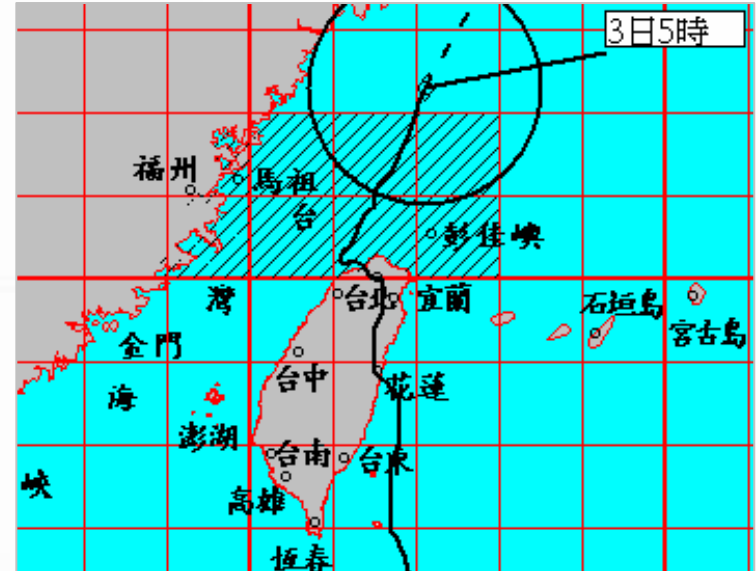 3日5時
福州
馬祖
台
彭佳嶼
灣
台北
宜蘭
石垣島
宮古島
金門
台中
花蓮
海
澎湖
台南
台東
峽
高雄
恆春